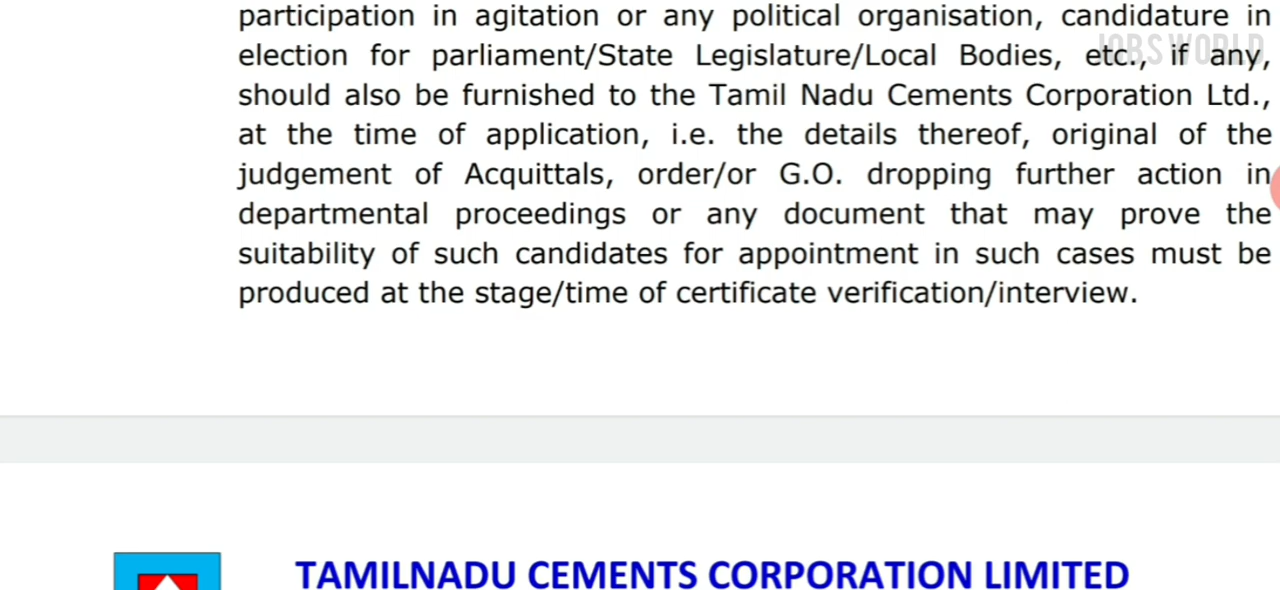 participation in agitation or any political organisation, candidature in
JOBS WORLD
election for parliament/State Legislature/Local Bodies, etc., if any,
should also be furnished to the Tamil Nadu Cements Corporation Ltd.,
at the time of application, i.e. the details thereof, original of the
judgement of Acquittals, order/or G.O. dropping further action in
departmental proceedings or any document that may prove the
suitability of such candidates for appointment in such cases must be
produced at the stage/time of certificate verification/interview.
TAMILNADU CEMENTS CORPORATION LIMITED